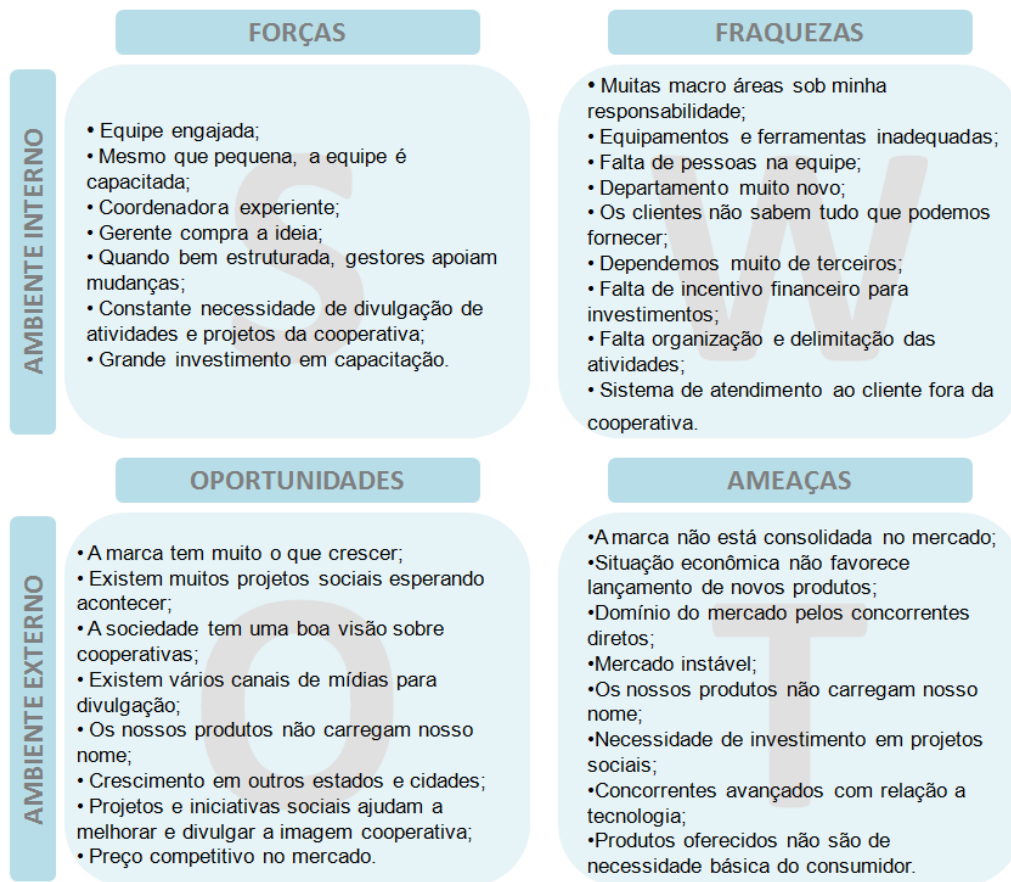 FORÇAS
FRAQUEZAS
AMBIENTE INTERNO
• Equipe engajada;
• Mesmo que pequena, a equipe é
capacitada;
• Coordenadora experiente;
• Gerente compra a ideia;
• Quando bem estruturada, gestores apoiam
mudanças;
• Constante necessidade de divulgação de
atividades e projetos da cooperativa;
• Grande investimento em capacitação.
S
• Muitas macro áreas sob minha
responsabilidade;
• Equipamentos e ferramentas inadequadas;
• Falta de pessoas na equipe;
• Departamento muito novo;
• Os clientes não sabem tudo que podemos
fornecer;
• Dependemos muito de terceiros;
• Falta de incentivo financeiro para
investimentos;
• Falta organização e delimitação das
atividades;
• Sistema de atendimento ao cliente fora da
cooperativa.
W
OPORTUNIDADES
AMEAÇAS
AMBIENTE EXTERNO
• A marca tem muito o que crescer;
• Existem muitos projetos sociais esperando
acontecer;
• A sociedade tem uma boa visão sobre
cooperativas;
• Existem vários canais de mídias para
divulgação;
• Os nossos produtos não carregam nosso
nome;
• Crescimento em outros estados e cidades;
• Projetos e iniciativas sociais ajudam a
melhorar e divulgar a imagem cooperativa;
• Preço competitivo no mercado.
O
•A marca não está consolidada no mercado;
•Situação econômica não favorece
lançamento de novos produtos;
•Domínio do mercado pelos concorrentes
diretos;
•Mercado instável;
•Os nossos produtos não carregam nosso
nome;
•Necessidade de investimento em projetos
sociais;
•Concorrentes avançados com relação a
tecnologia;
•Produtos oferecidos não são de
necessidade básica do consumidor.
T